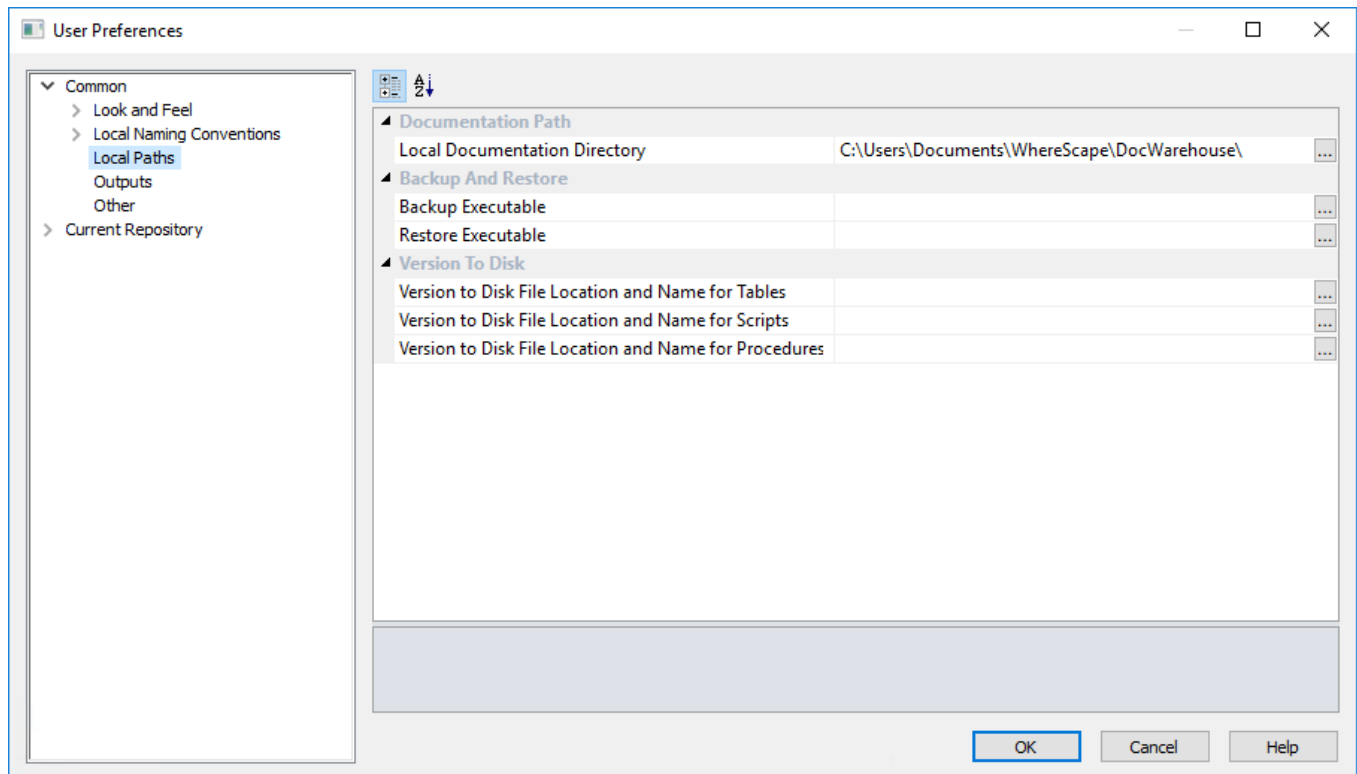 User Preferences
Common
Look and Feel
Local Naming Conventions
Local Paths
Outputs
Other
Current Repository
A
Z
Documentation Path
Local Documentation Directory C:\Users\Documents\WhereScape\DocWarehouse\ ...
Backup And Restore
Backup Executable ...
Restore Executable ...
Version To Disk
Version to Disk File Location and Name for Tables ...
Version to Disk File Location and Name for Scripts ...
Version to Disk File Location and Name for Procedures ...
OK Cancel Help